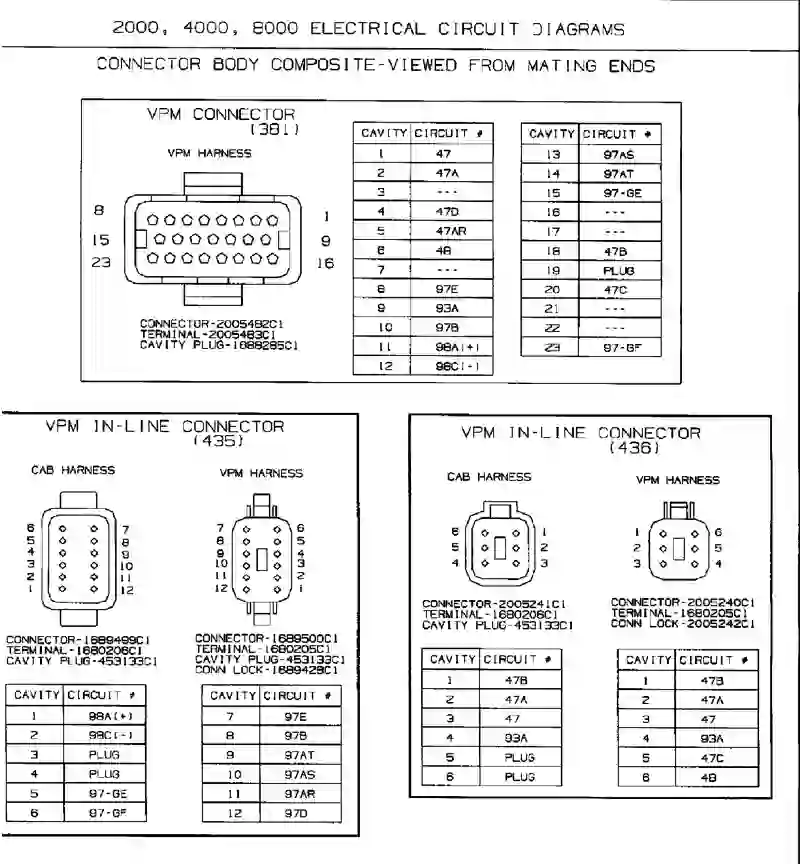 2000, 4000, 8000 ELECTRICAL CIRCUIT DIAGRAMS
CONNECTOR BODY COMPOSITE-VIEWED FROM MATING ENDS
VPM CONNECTOR
(381)
VPM HARNESS
8 1
15 9
23 16
CONNECTOR-2005482C1
TERMINAL-2005483C1
CAVITY PLUG-1688285C1
CAVITY CIRCUIT #
1 47
2 47A
3 ---
4 47D
5 47AR
6 48
7 ---
8 97E
9 93A
10 97B
11 98A(+)
12 98C(-)
CAVITY CIRCUIT #
13 97AS
14 97AT
15 97-GE
16 ---
17 ---
18 47B
19 PLUG
20 47C
21 ---
22 ---
23 97-GF
VPM IN-LINE CONNECTOR
(435)
CAB HARNESS
6 7
5 8
4 9
3 10
2 11
1 12
CONNECTOR-1689499C1
TERMINAL-1680206C1
CAVITY PLUG-453133C1
VPM HARNESS
7 6
8 5
9 4
10 3
11 2
12 1
CONNECTOR-1689500C1
TERMINAL-1680205C1
CAVITY PLUG-453133C1
CONN LOCK-1689428C1
CAVITY CIRCUIT #
1 98A(+)
2 98C(-)
3 PLUG
4 PLUG
5 97-GE
6 97-GF
CAVITY CIRCUIT #
7 97E
8 97B
9 97AT
10 97AS
11 97AR
12 97D
VPM IN-LINE CONNECTOR
(436)
CAB HARNESS
6 1
5 2
4 3
CONNECTOR-2005241C1
TERMINAL-1680206C1
CAVITY PLUG-453133C1
VPM HARNESS
1 6
2 5
3 4
CONNECTOR-2005240C1
TERMINAL-1680205C1
CONN LOCK-2005242C1
CAVITY CIRCUIT #
1 47B
2 47A
3 47
4 93A
5 PLUG
6 PLUG
CAVITY CIRCUIT #
1 47B
2 47A
3 47
4 93A
5 47C
6 48